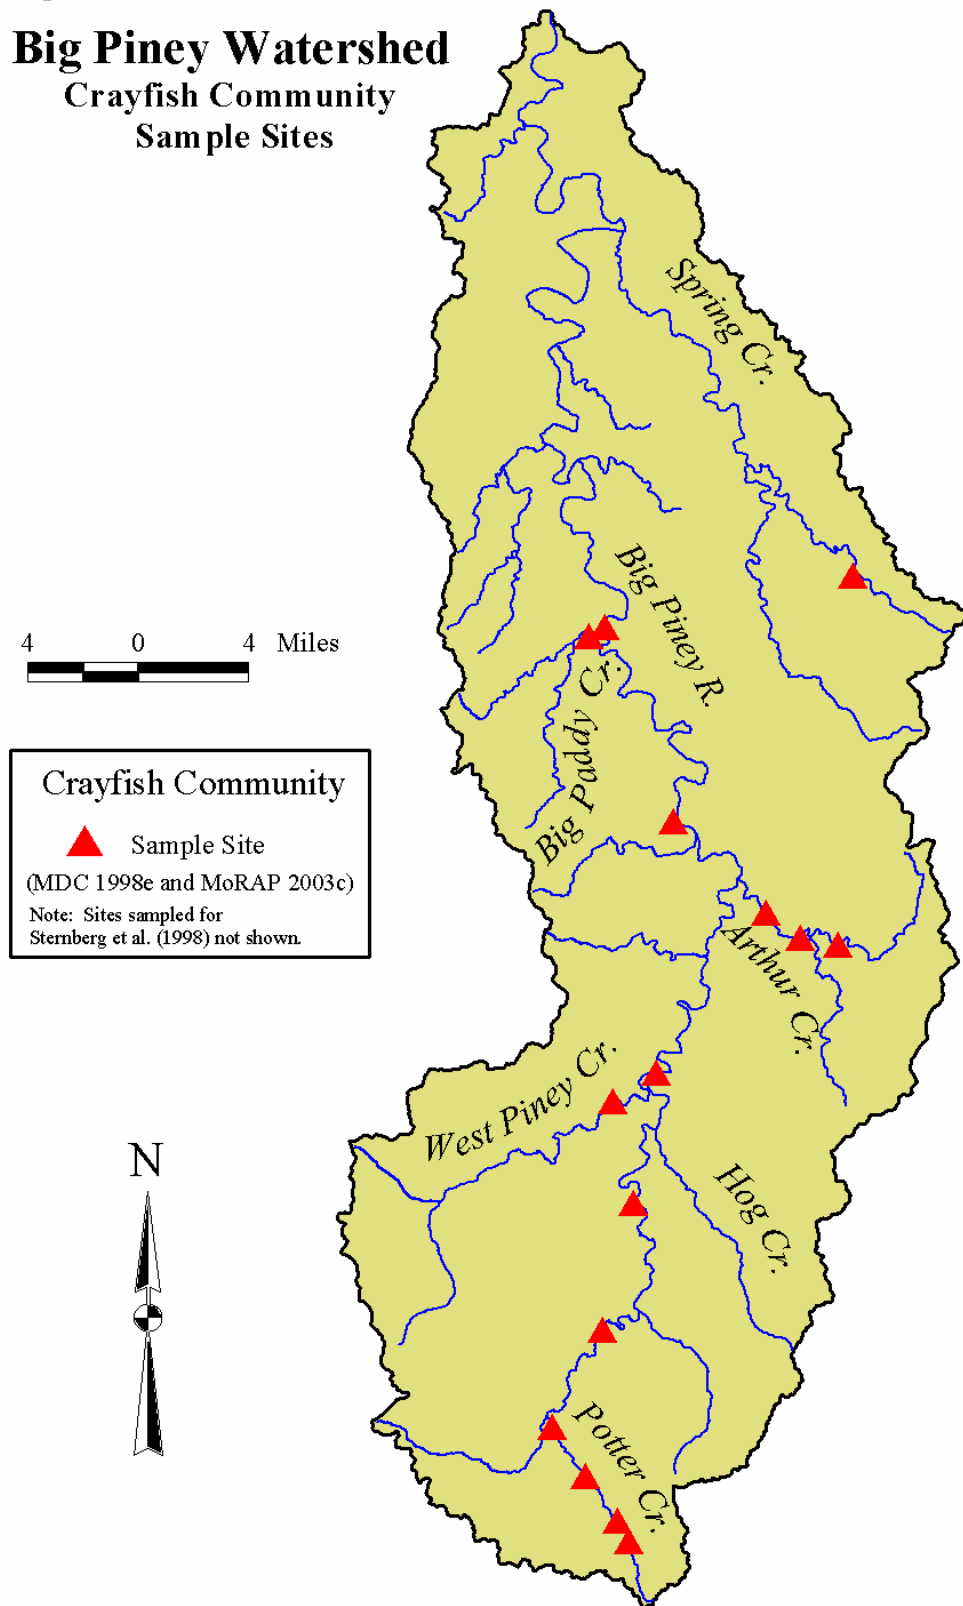 Big Piney Watershed
Crayfish Community
Sample Sites
Spring Cr.
Big Piney R.
4 0 4 Miles
Big Paddy Cr.
Crayfish Community
Sample Site
(MDC 1998e and MoRAP 2003c)
Note: Sites sampled for
Sternberg et al. (1998) not shown.
Arthur Cr.
West Piney Cr.
N
Hog Cr.
Potter Cr.